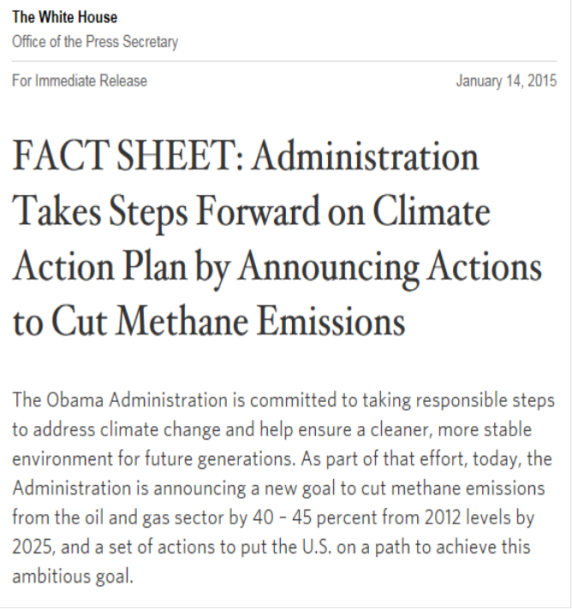 The White House
Office of the Press Secretary
For Immediate Release January 14, 2015
FACT SHEET: Administration
Takes Steps Forward on Climate
Action Plan by Announcing Actions
to Cut Methane Emissions
The Obama Administration is committed to taking responsible steps
to address climate change and help ensure a cleaner, more stable
environment for future generations. As part of that effort, today, the
Administration is announcing a new goal to cut methane emissions
from the oil and gas sector by 40 – 45 percent from 2012 levels by
2025, and a set of actions to put the U.S. on a path to achieve this
ambitious goal.